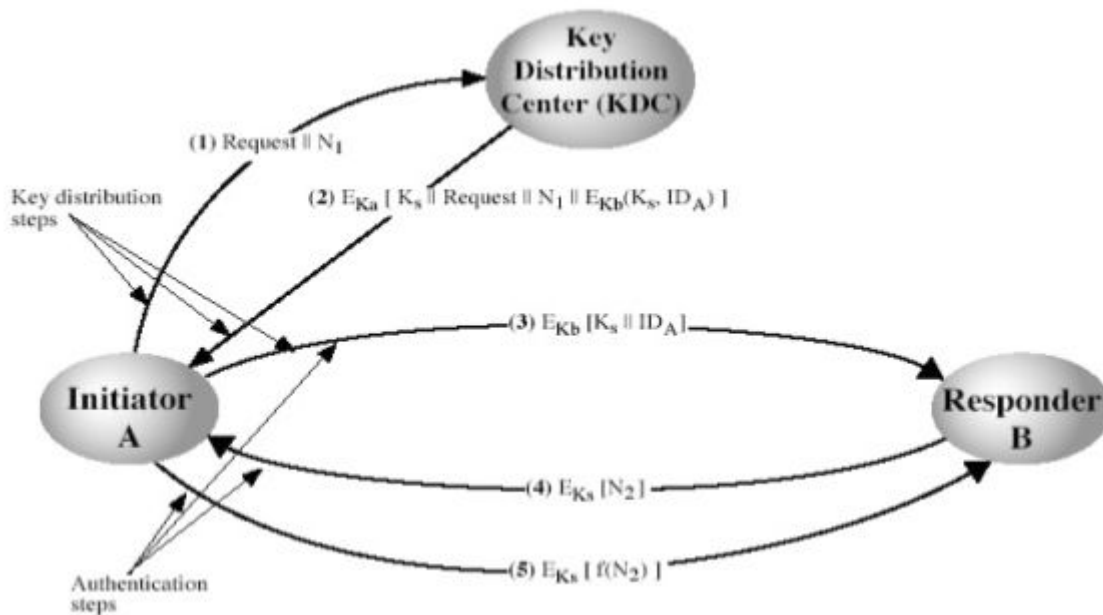 Key
Distribution
Center (KDC)
(1) Request || N1
Key distribution
steps
(2) EKa [ Ks || Request || N1 || EKb(Ks, IDA) ]
(3) EKb [Ks || IDA]
Initiator
A
Responder
B
(4) EKs [N2]
(5) EKs [ f(N2) ]
Authentication
steps